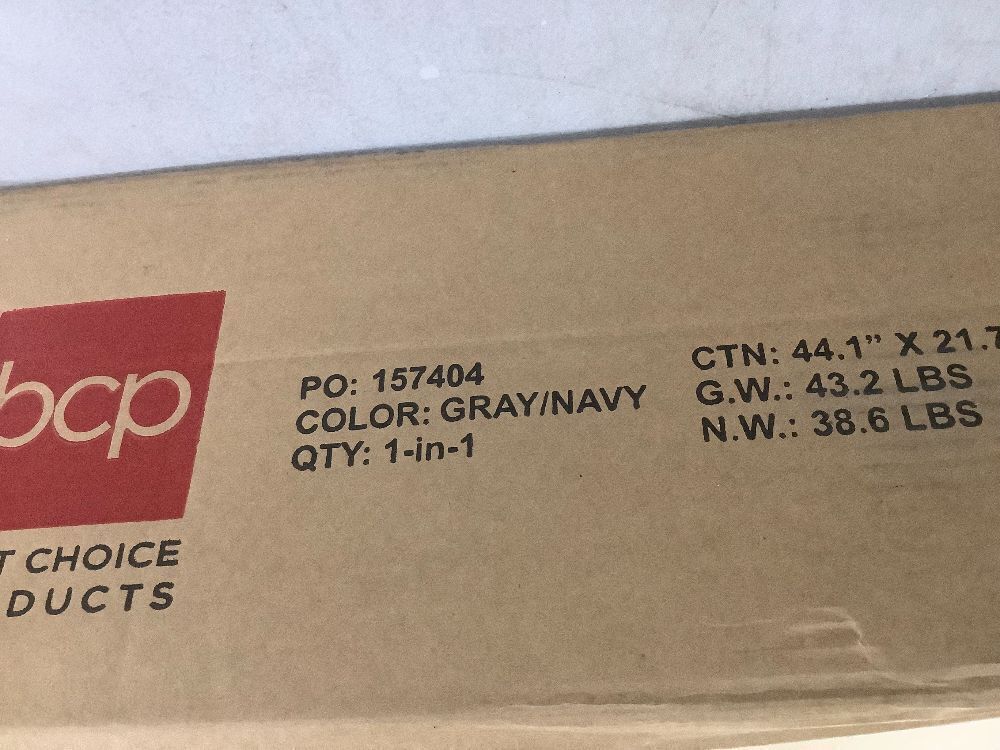 bcp
T CHOICE
DUCTS
PO: 157404
COLOR: GRAY/NAVY
QTY: 1-in-1
CTN: 44.1” X 21.7
G.W.: 43.2 LBS
N.W.: 38.6 LBS